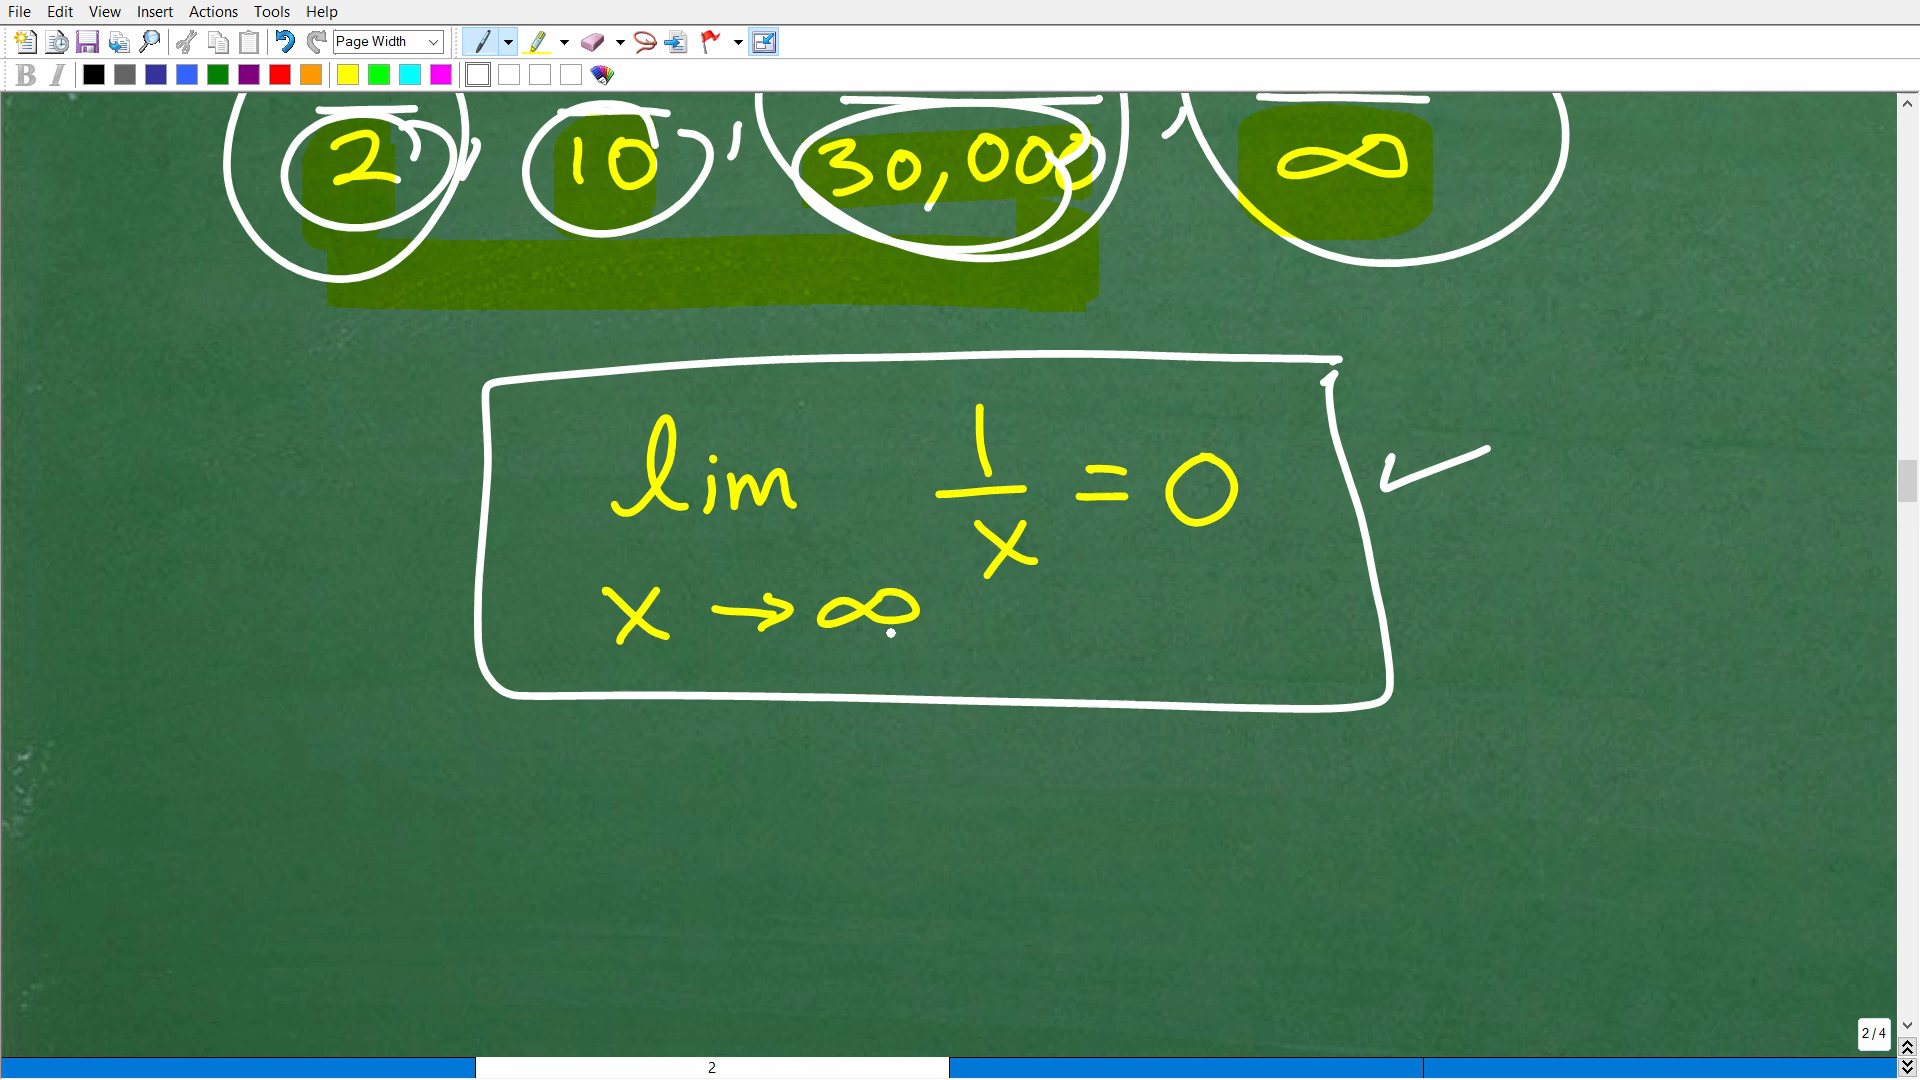 File Edit View Insert Actions Tools Help
Page Width
B I
2, 10, 30,000, ∞
lim 1/x = 0
x → ∞
2 / 4
2